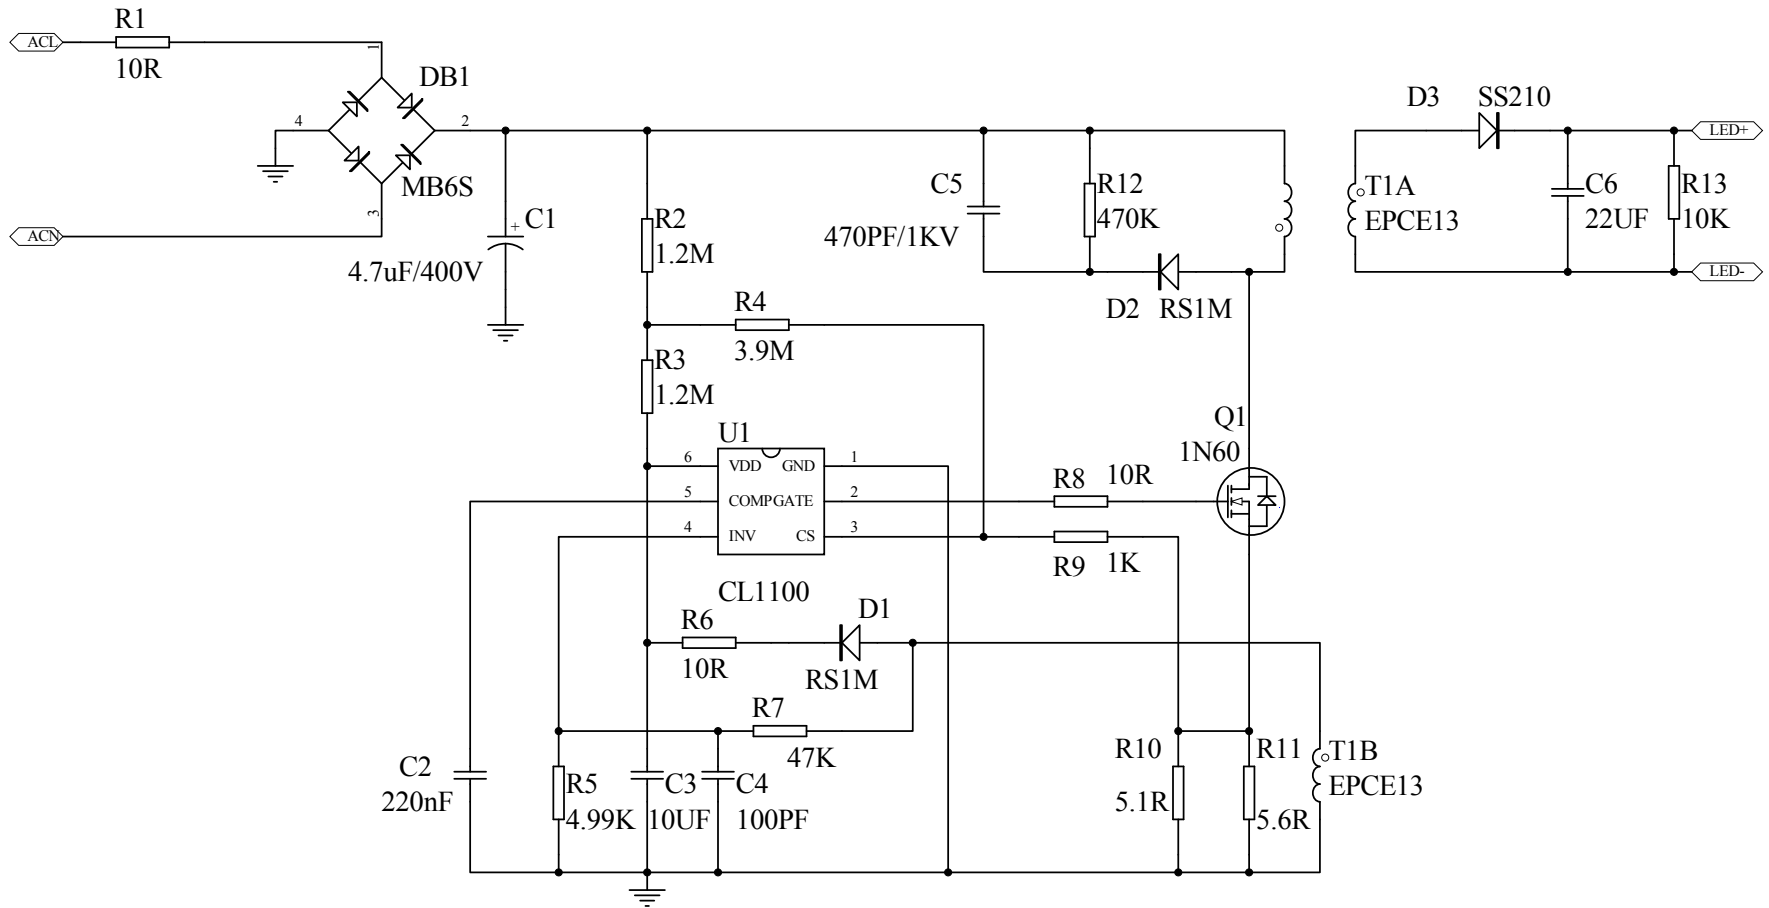 R1
ACL
10R
1
DB1
4
2
MB6S
3
ACN
C1
+
4.7uF/400V
R2
1.2M
C5
470PF/1KV
R12
470K
D2
RS1M
D3
SS210
LED+
T1A
EPCE13
C6
22UF
R13
10K
LED-
R4
3.9M
R3
1.2M
Q1
1N60
U1
6
VDD
GND
1
5
COMP
GATE
2
4
INV
CS
3
CL1100
R8
10R
R9
1K
R6
10R
D1
RS1M
R7
47K
C2
220nF
R5
4.99K
C3
10UF
C4
100PF
R10
5.1R
R11
5.6R
T1B
EPCE13